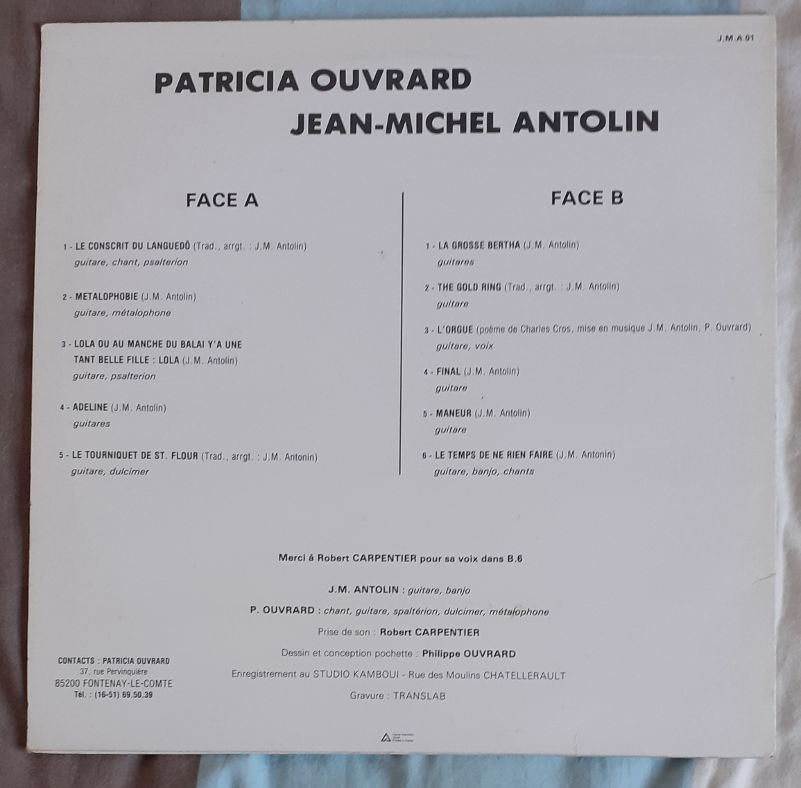 J.M.A 01
PATRICIA OUVRARD
JEAN-MICHEL ANTOLIN
FACE A
1 - LE CONSCRIT DU LANGUEDÔ (Trad., arrgt. : J.M. Antolin)
guitare, chant, psalterion
2 - METALOPHOBIE (J.M. Antolin)
guitare, métalophone
3 - LOLA OU AU MANCHE DU BALAI Y'A UNE
TANT BELLE FILLE : LOLA (J.M. Antolin)
guitare, psalterion
4 - ADELINE (J.M. Antolin)
guitares
5 - LE TOURNIQUET DE ST. FLOUR (Trad., arrgt. : J.M. Antonin)
guitare, dulcimer
FACE B
1 - LA GROSSE BERTHA (J.M. Antolin)
guitares
2 - THE GOLD RING (Trad., arrgt. : J.M. Antolin)
guitare
3 - L'ORGUE (poème de Charles Cros, mise en musique J.M. Antolin, P. Ouvrard)
guitare, voix
4 - FINAL (J.M. Antolin)
guitare
5 - MANEUR (J.M. Antolin)
guitare
6 - LE TEMPS DE NE RIEN FAIRE (J.M. Antonin)
guitare, banjo, chants
Merci à Robert CARPENTIER pour sa voix dans B.6
J.M. ANTOLIN : guitare, banjo
P. OUVRARD : chant, guitare, spaltérion, dulcimer, métalophone
Prise de son : Robert CARPENTIER
Dessin et conception pochette : Philippe OUVRARD
Enregistrement au STUDIO KAMBOUI - Rue des Moulins CHATELLERAULT
Gravure : TRANSLAB
CONTACTS : PATRICIA OUVRARD
37, rue Pervinquière
85200 FONTENAY-LE-COMTE
Tél. : (16-51) 69.50.39